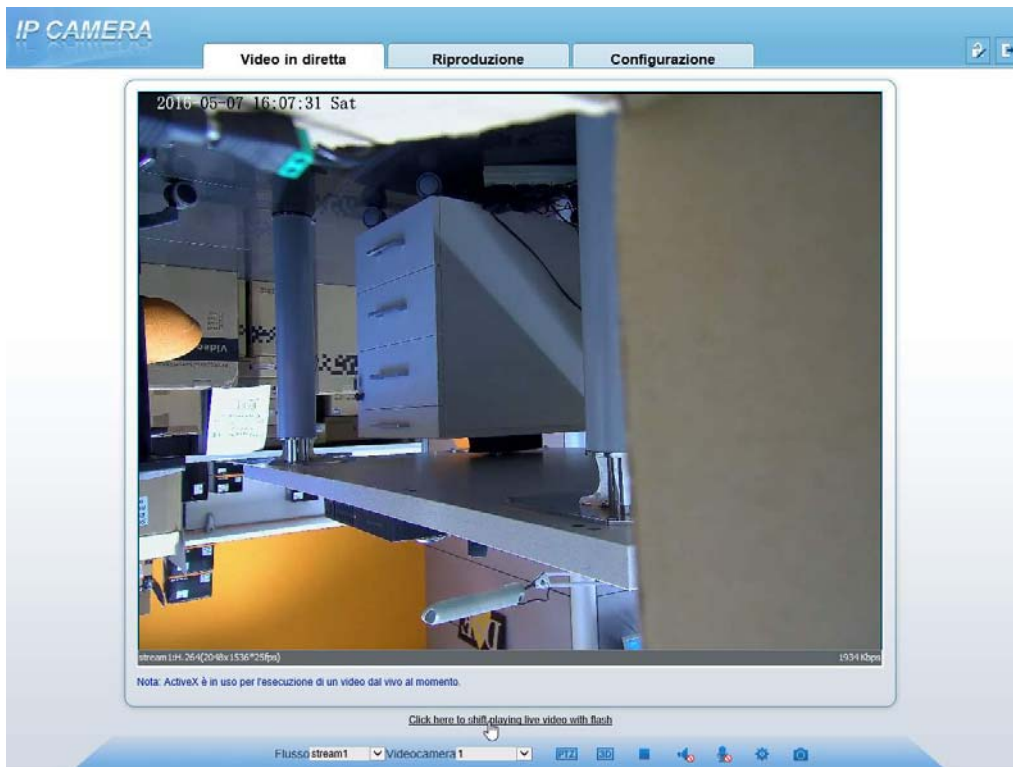 IP CAMERA
Video in diretta
Riproduzione
Configurazione
2016-05-07 16:07:31 Sat
Video
stream1:H.264(2048x1536*25fps)
1934 Kbps
Nota: ActiveX è in uso per l'esecuzione di un video dal vivo al momento.
Click here to shift playing live video with flash
Flusso stream1 Videocamera 1
PTZ
3D